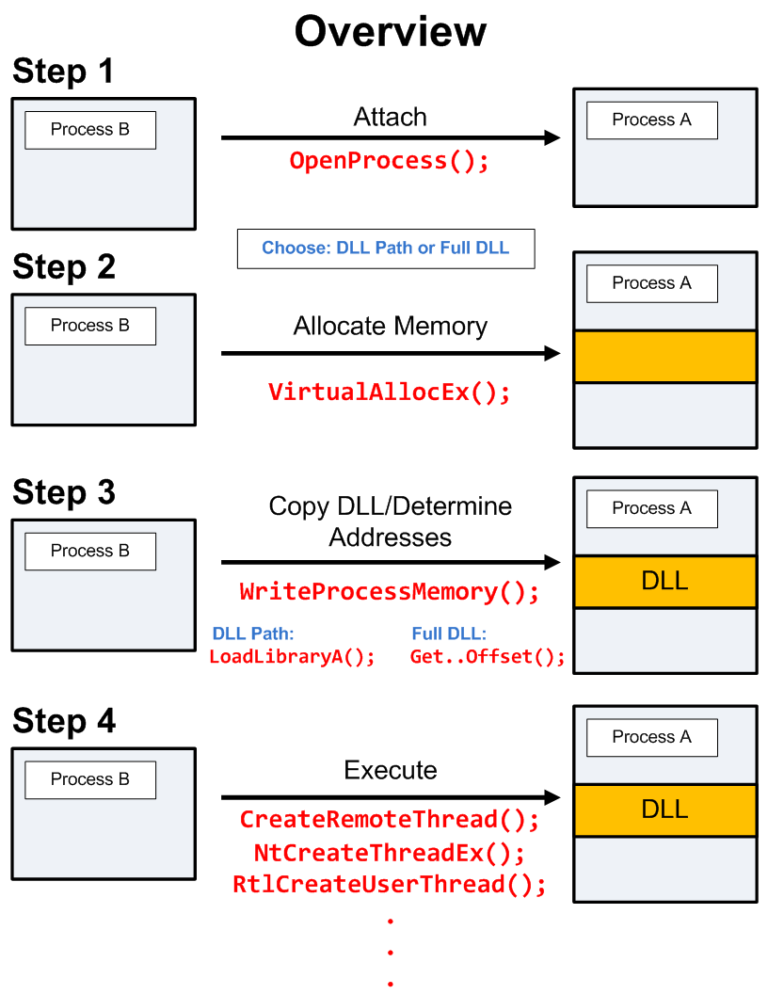 Overview
Step 1
Process B
Attach
OpenProcess();
Process A
Choose: DLL Path or Full DLL
Step 2
Process B
Allocate Memory
VirtualAllocEx();
Process A
Step 3
Process B
Copy DLL/Determine
Addresses
WriteProcessMemory();
DLL Path:
LoadLibraryA();
Full DLL:
Get..Offset();
Process A
DLL
Step 4
Process B
Execute
CreateRemoteThread();
NtCreateThreadEx();
RtlCreateUserThread();
.
.
.
Process A
DLL